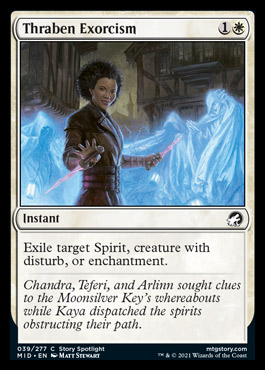 Thraben Exorcism 1
Instant
Exile target Spirit, creature with
disturb, or enchantment.
Chandra, Teferi, and Arlinn sought clues
to the Moonsilver Key's whereabouts
while Kaya dispatched the spirits
obstructing their path.
039/277 C Story Spotlight
mtgstory.com
MID • EN Matt Stewart
™ & © 2021 Wizards of the Coast